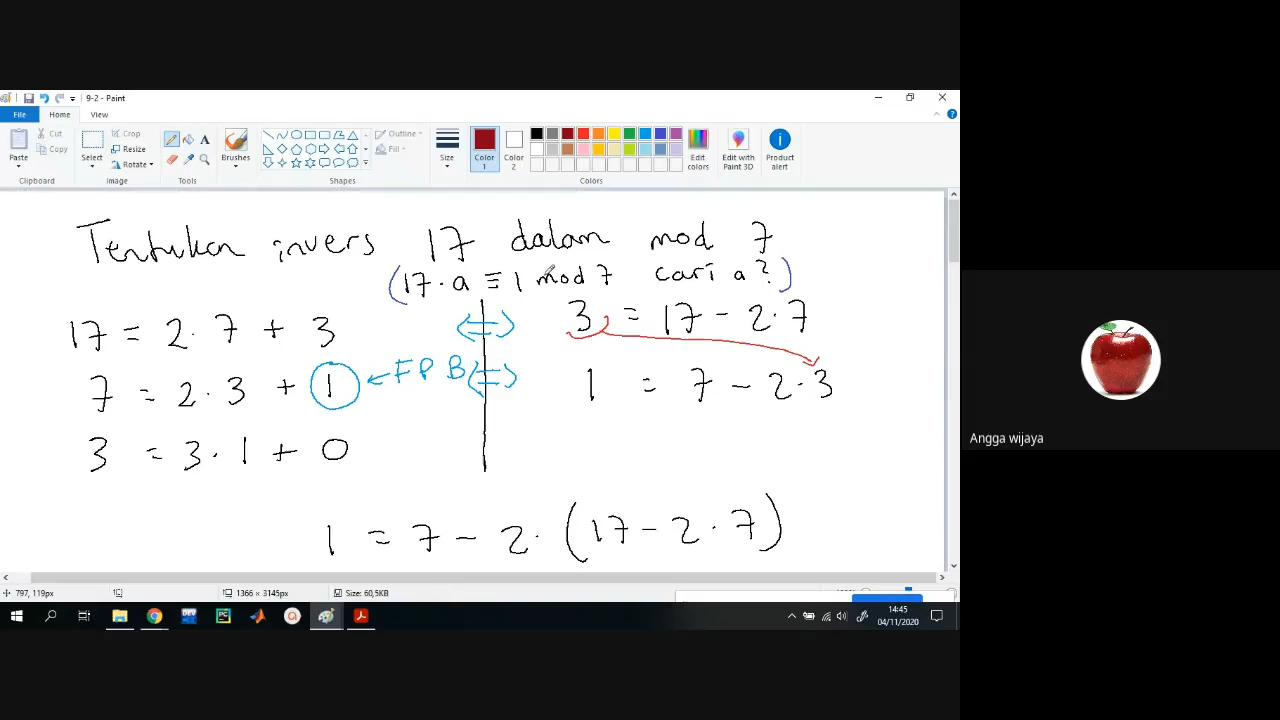 9-2 - Paint
File Home View
Paste
Cut
Copy
Clipboard
Select
Crop
Resize
Rotate
Image
Tools
Brushes
Outline
Fill
Shapes
Size
Color 1
Color 2
Edit colors
Colors
Edit with Paint 3D
Product alert
Tentukan invers 17 dalam mod 7
(17 · a ≡ 1 mod 7 cari a?)
17 = 2 · 7 + 3 ⇔ 3 = 17 - 2 · 7
7 = 2 · 3 + 1 ← FPB ⇔ 1 = 7 - 2 · 3
3 = 3 · 1 + 0
1 = 7 - 2 · (17 - 2 · 7)
Angga wijaya
797, 119px
1366 × 3145px
Size: 60,5KB
14:45
04/11/2020